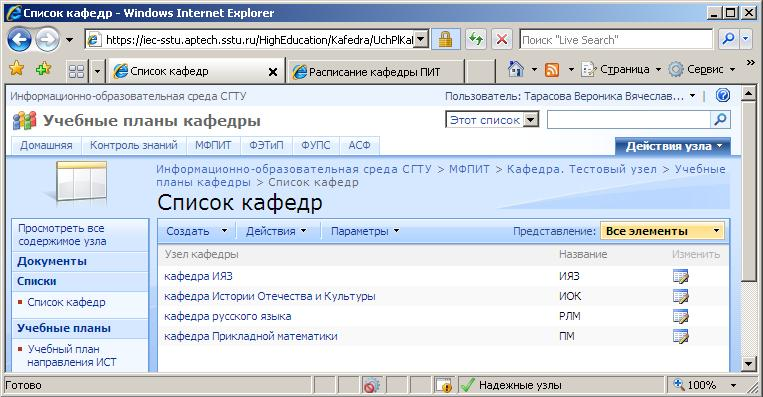 Список кафедр - Windows Internet Explorer
https://iec-sstu.aptech.sstu.ru/HighEducation/Kafedra/UchPlKa
Поиск "Live Search"
Список кафедр
Расписание кафедры ПИТ
Страница
Сервис
Информационно-образовательная среда СГТУ
Пользователь: Тарасова Вероника Вячеслав...
Учебные планы кафедры
Этот список
Домашняя
Контроль знаний
МФПИТ
ФЭТиП
ФУПС
АСФ
Действия узла
Информационно-образовательная среда СГТУ > МФПИТ > Кафедра. Тестовый узел > Учебные
планы кафедры > Список кафедр
Список кафедр
Просмотреть все
содержимое узла
Документы
Списки
Список кафедр
Учебные планы
Учебный план
направления ИСТ
Создать
Действия
Параметры
Представление:
Все элементы
Узел кафедры
Название
Изменить
кафедра ИЯЗ
ИЯЗ
кафедра Истории Отечества и Культуры
ИОК
кафедра русского языка
РЛМ
кафедра Прикладной математики
ПМ
Готово
Надежные узлы
100%